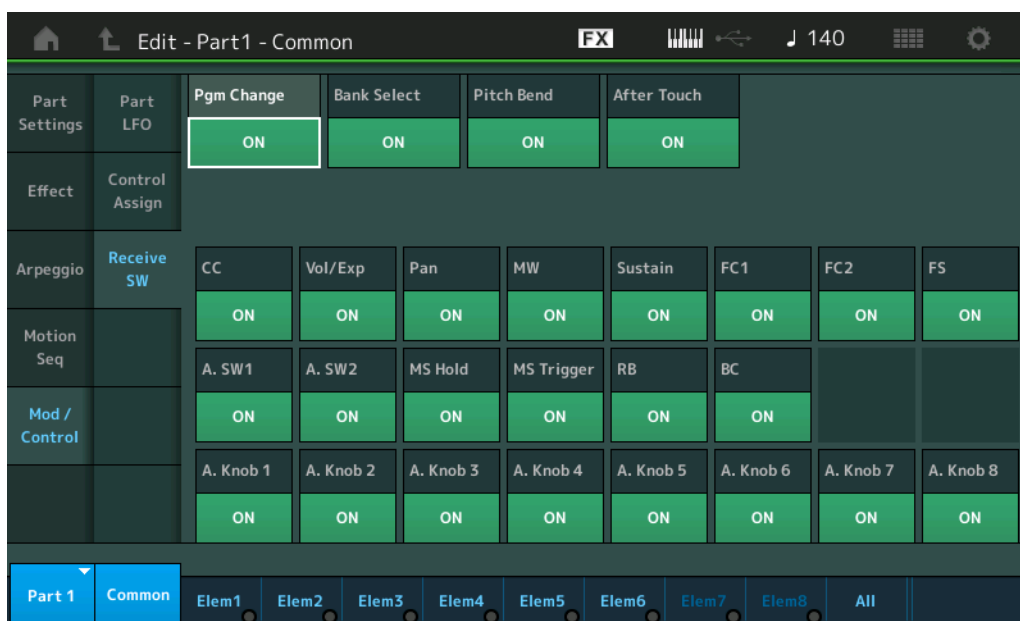 Edit - Part1 - Common FX ♩ 140
Part Settings
Effect
Arpeggio
Motion Seq
Mod / Control
Part LFO
Control Assign
Receive SW
Pgm Change Bank Select Pitch Bend After Touch
ON ON ON ON
CC Vol/Exp Pan MW Sustain FC1 FC2 FS
ON ON ON ON ON ON ON ON
A. SW1 A. SW2 MS Hold MS Trigger RB BC
ON ON ON ON ON ON
A. Knob 1 A. Knob 2 A. Knob 3 A. Knob 4 A. Knob 5 A. Knob 6 A. Knob 7 A. Knob 8
ON ON ON ON ON ON ON ON
Part 1 Common Elem1 Elem2 Elem3 Elem4 Elem5 Elem6 Elem7 Elem8 All